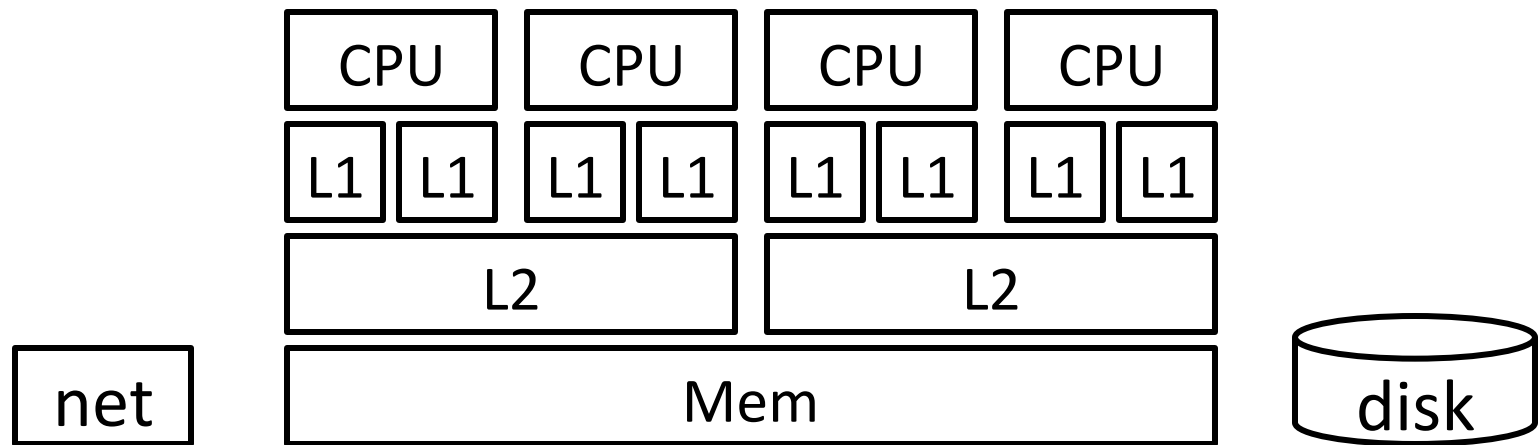 CPU CPU CPU CPU
L1 L1 L1 L1 L1 L1 L1 L1
L2 L2
net Mem disk